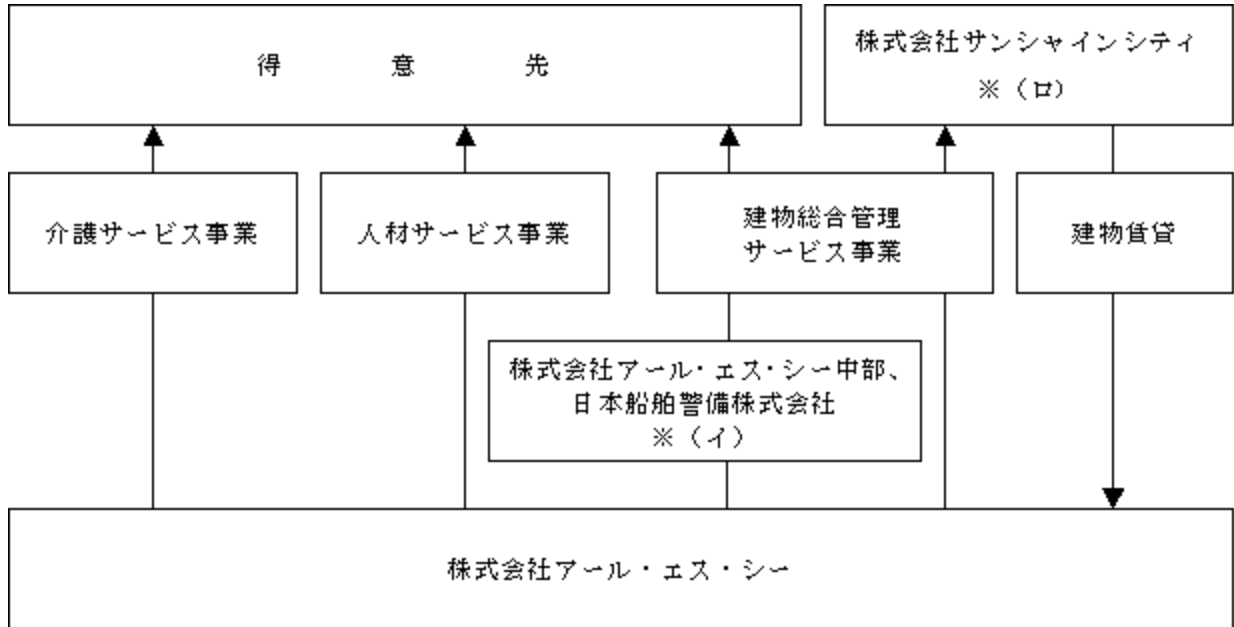 得意先
株式会社サンシャインシティ
※（ロ）
介護サービス事業
人材サービス事業
建物総合管理
サービス事業
建物賃貸
株式会社アール・エス・シー中部、
日本船舶警備株式会社
※（イ）
株式会社アール・エス・シー